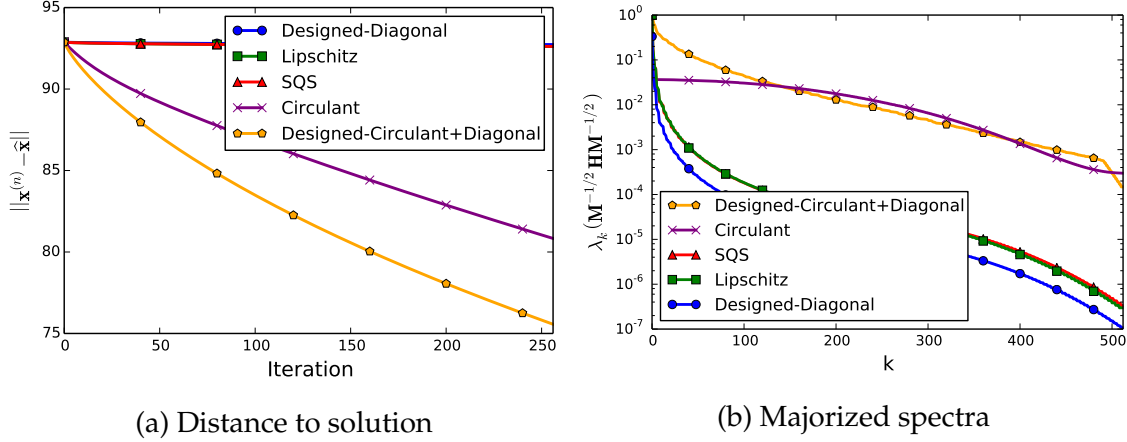 95
90
85
80
75
0
50
100
150
200
250
Iteration
||x^(n) − x̂||
Designed-Diagonal
Lipschitz
SQS
Circulant
Designed-Circulant+Diagonal
(a) Distance to solution
10^0
10^-1
10^-2
10^-3
10^-4
10^-5
10^-6
10^-7
0
100
200
300
400
500
k
λ_k (M^{-1/2} H M^{-1/2})
Designed-Circulant+Diagonal
Circulant
SQS
Lipschitz
Designed-Diagonal
(b) Majorized spectra